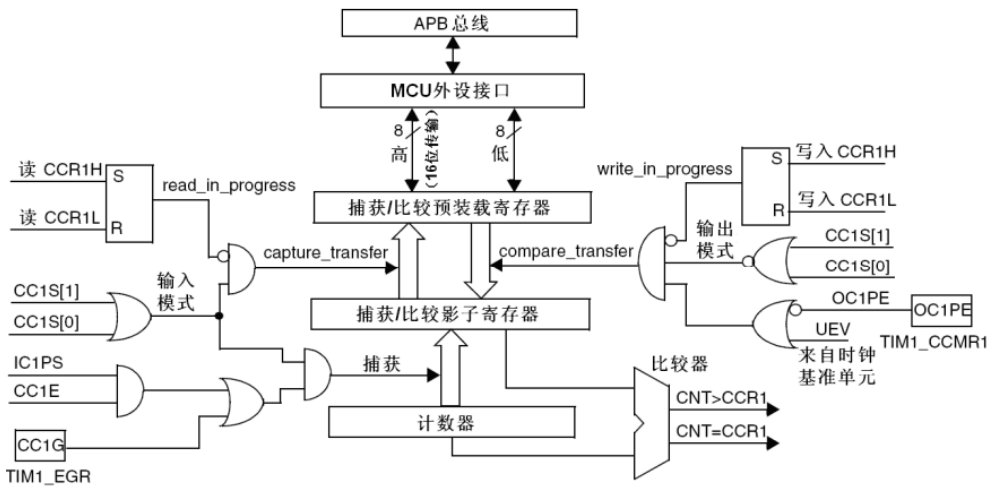 APB总线
MCU外设接口
8
高
(16位传输)
8
低
读 CCR1H
S
read_in_progress
读 CCR1L
R
write_in_progress
S
写入 CCR1H
R
写入 CCR1L
捕获/比较预装载寄存器
capture_transfer
compare_transfer
输出
模式
CC1S[1]
CC1S[0]
输入
模式
CC1S[1]
CC1S[0]
捕获/比较影子寄存器
OC1PE
OC1PE
UEV
TIM1_CCMR1
来自时钟
基准单元
IC1PS
CC1E
捕获
比较器
CNT>CCR1
计数器
CNT=CCR1
CC1G
TIM1_EGR